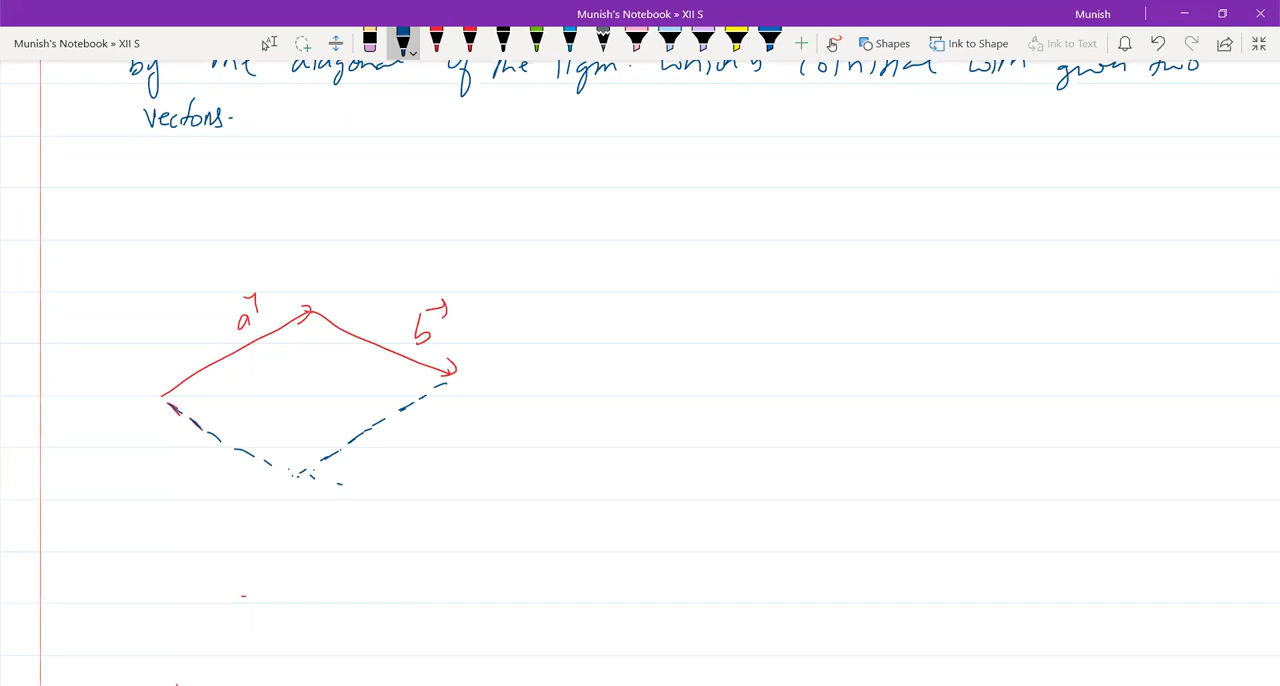 Munish's Notebook » XII S
Munish
Munish's Notebook » XII S
Shapes
Ink to Shape
Ink to Text
by the diagonal of the llgm. which is coinitial with given two
vectors.
a→
b→